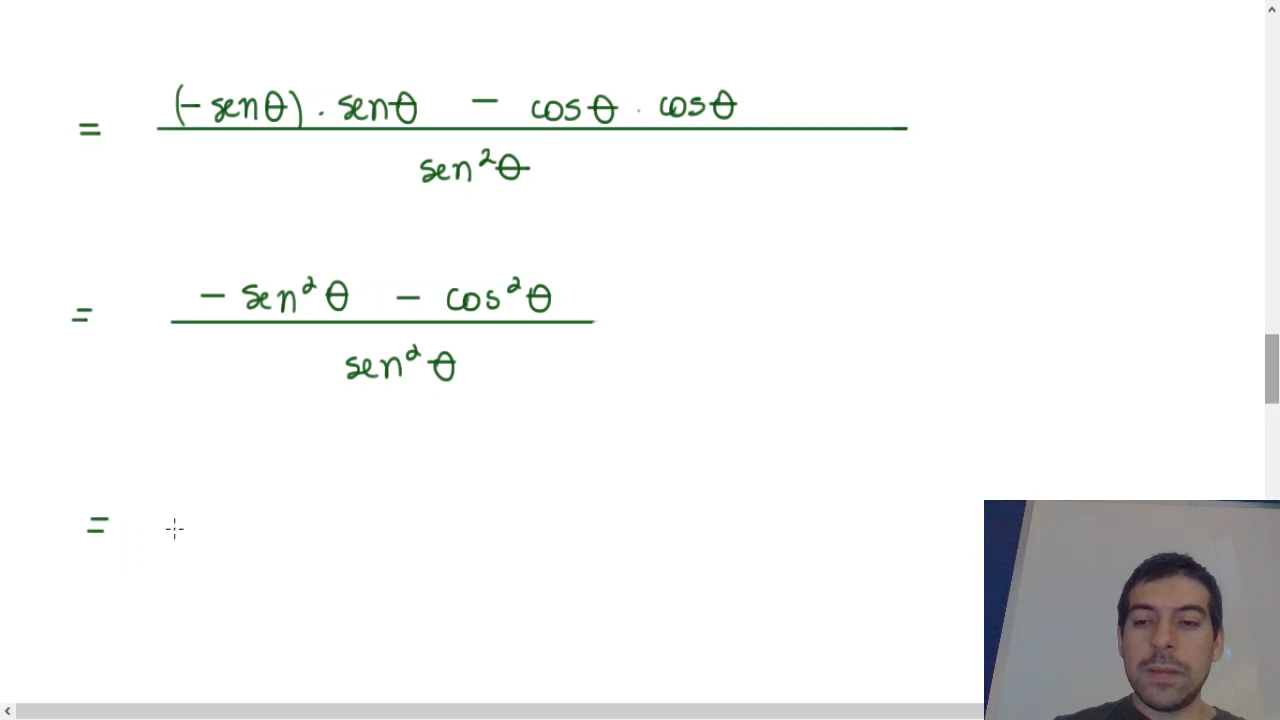 = (-senθ) · senθ - cosθ · cosθ
sen²θ
= - sen²θ - cos²θ
sen²θ
=